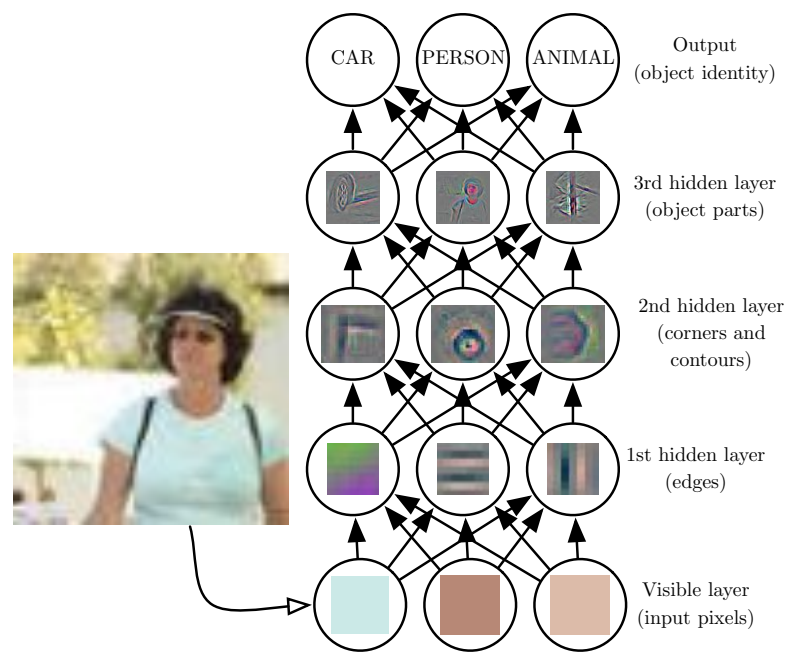 CAR
PERSON
ANIMAL
Output
(object identity)
3rd hidden layer
(object parts)
2nd hidden layer
(corners and
contours)
1st hidden layer
(edges)
Visible layer
(input pixels)